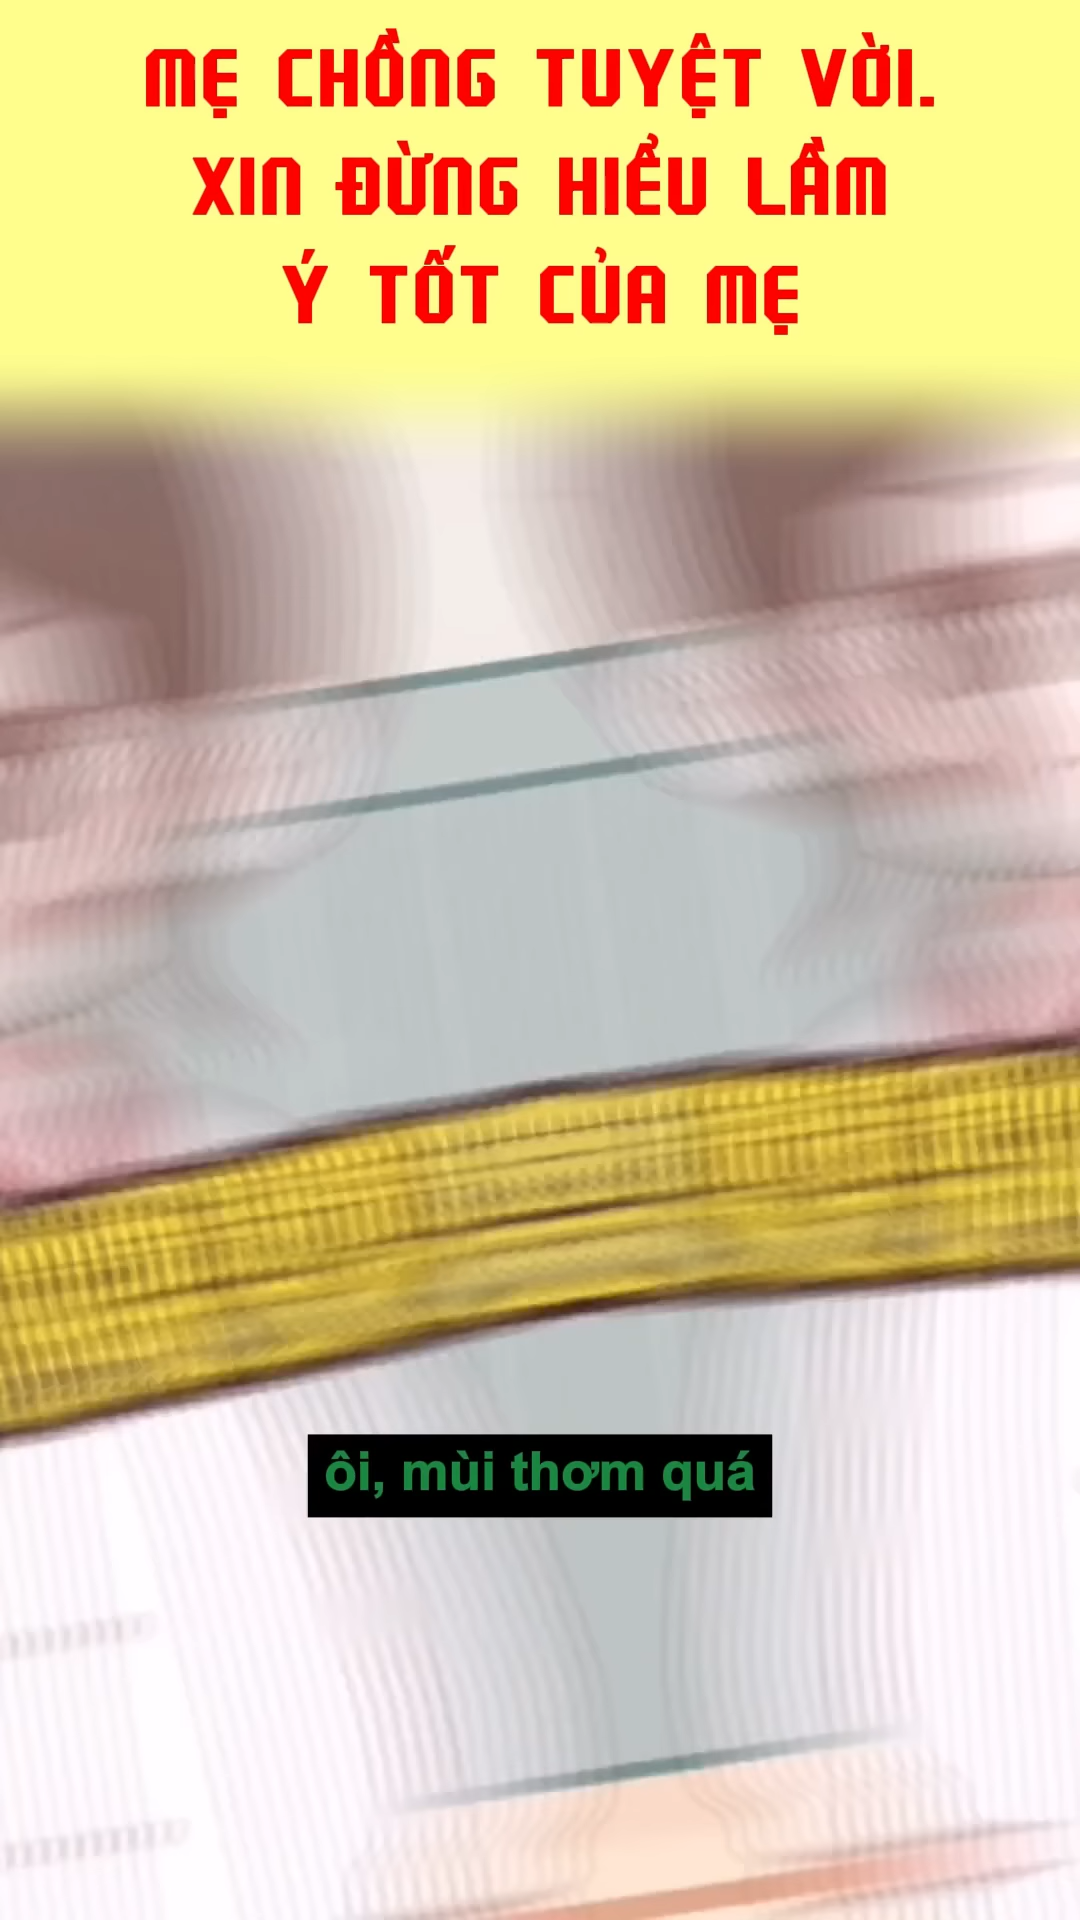 MẸ CHỒNG TUYỆT VỜI.
XIN ĐỪNG HIỂU LẦM
Ý TỐT CỦA MẸ
ôi, mùi thơm quá